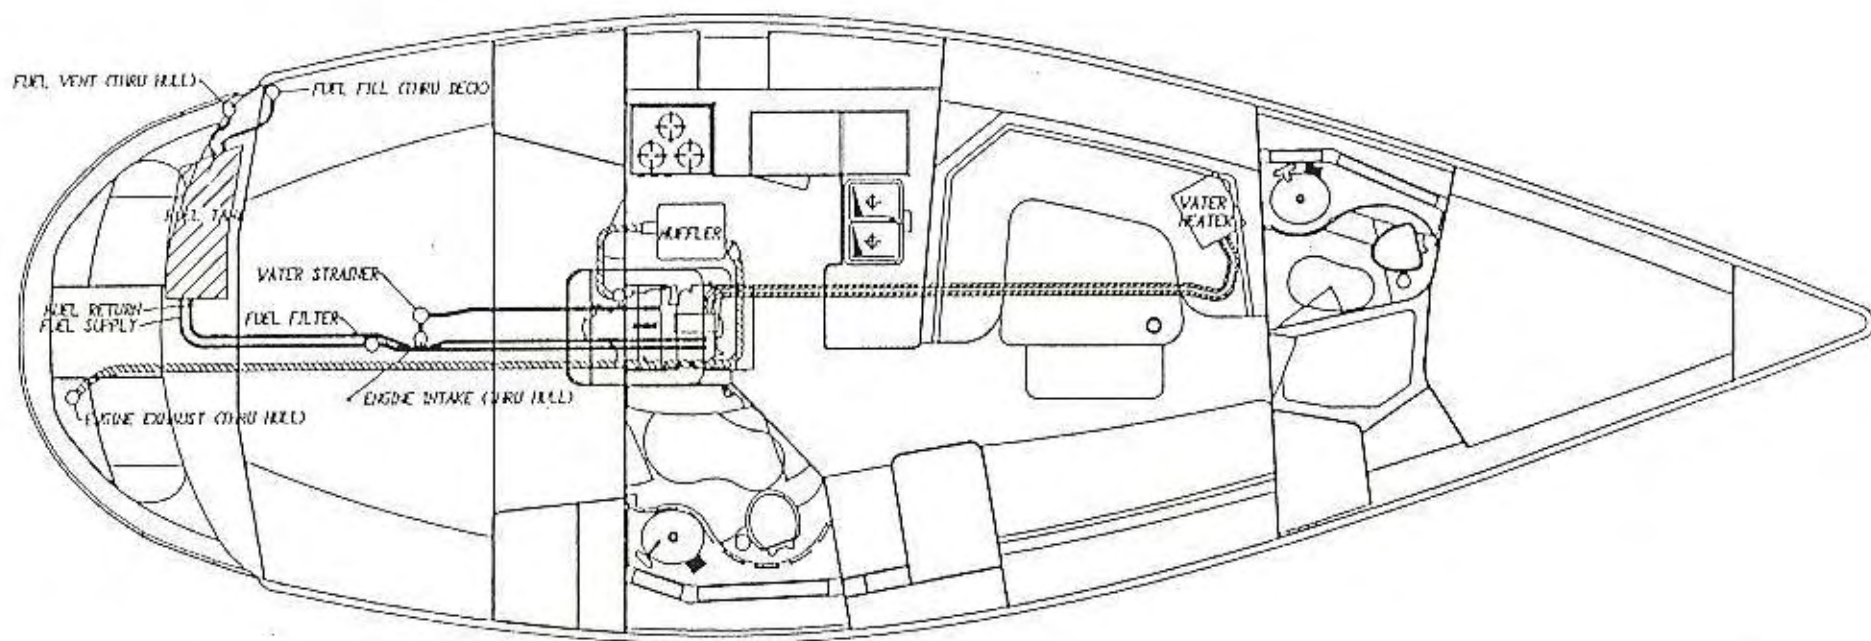 FUEL VENT (THRU HULL)
FUEL FILL (THRU DECK)
FUEL TANK
WATER HEATER
MUFFLER
WATER STRAINER
FUEL RETURN
FUEL SUPPLY
FUEL FILTER
ENGINE INTAKE (THRU HULL)
ENGINE EXHAUST (THRU HULL)